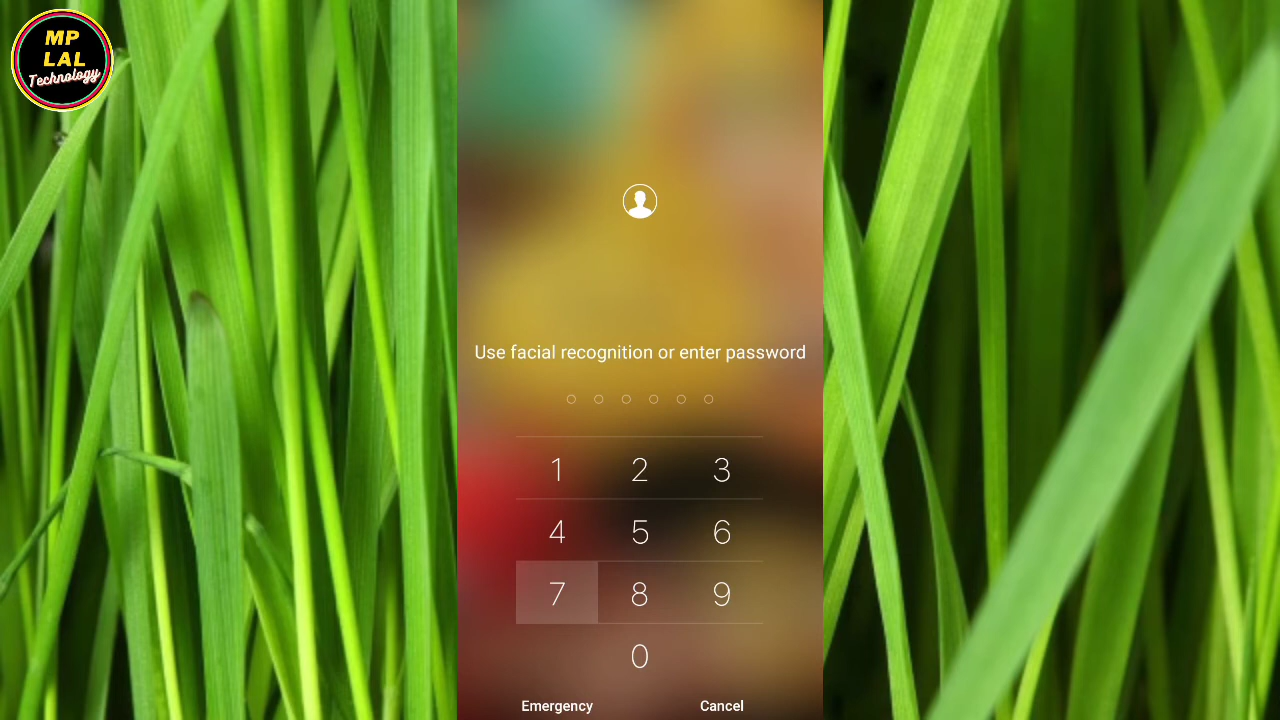 MP
LAL
Technology
Use facial recognition or enter password
1 2 3
4 5 6
7 8 9
0
Emergency Cancel